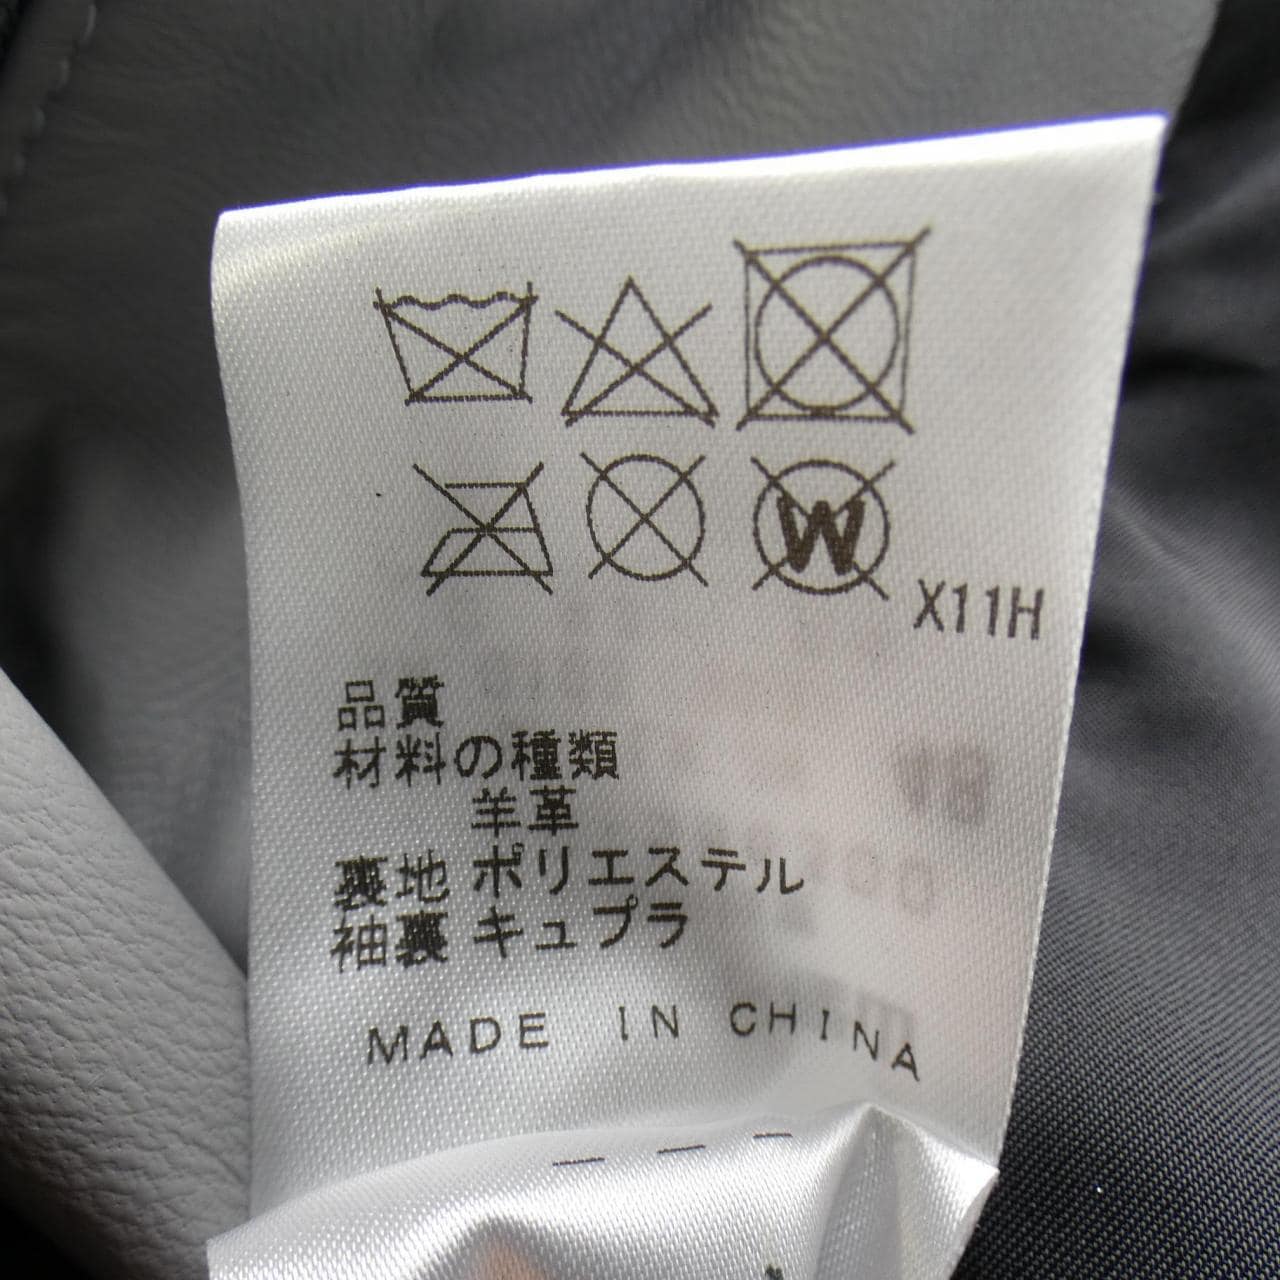 W
X11H
品質
材料の種類
羊革
裏地 ポリエステル
袖裏 キュプラ
MADE IN CHINA